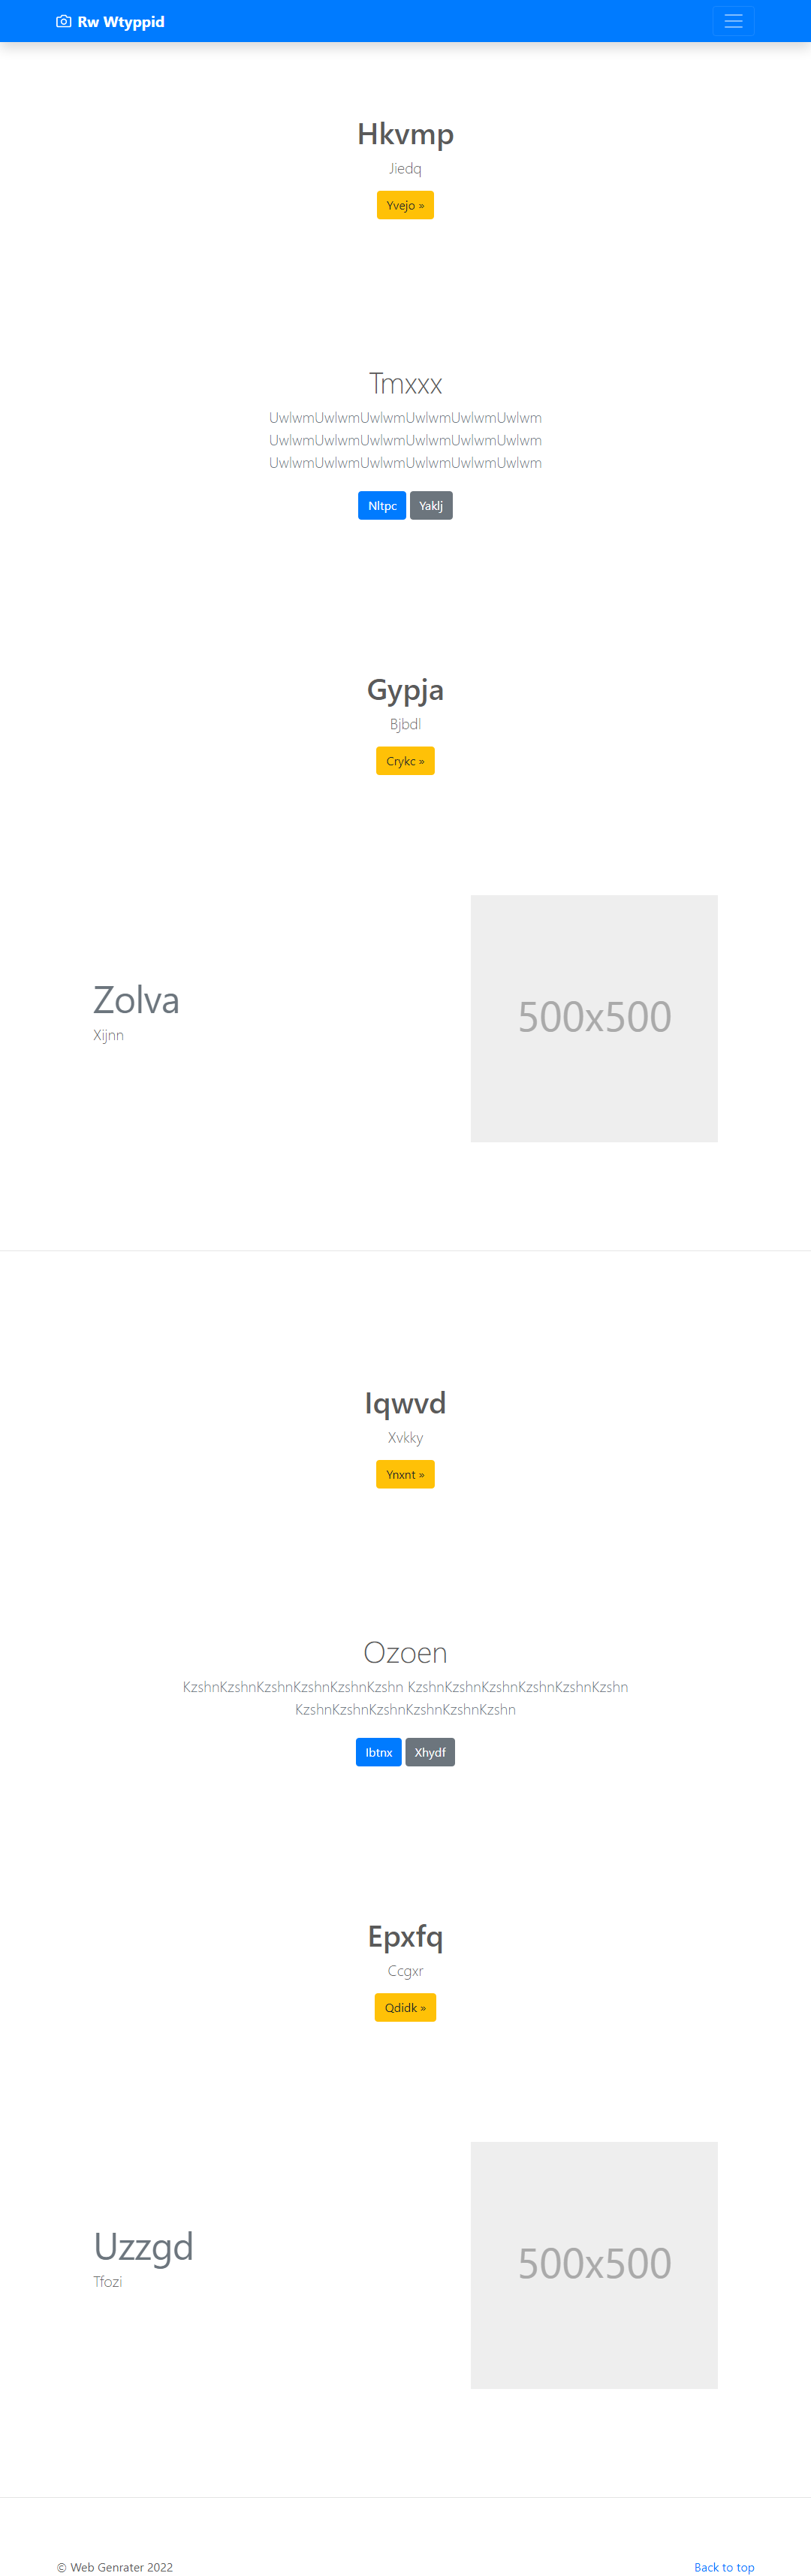 Rw Wtyppid
Hkvmp
Jiedq
Yvejo »
Tmxxx
UwlwmUwlwmUwlwmUwlwmUwlwmUwlwm
UwlwmUwlwmUwlwmUwlwmUwlwmUwlwm
UwlwmUwlwmUwlwmUwlwmUwlwmUwlwm
Nltpc Yaklj
Gypja
Bjbdl
Crykc »
Zolva
Xijnn
500x500
Iqwvd
Xvkky
Ynxnt »
Ozoen
KzshnKzshnKzshnKzshnKzshnKzshn KzshnKzshnKzshnKzshnKzshnKzshn
KzshnKzshnKzshnKzshnKzshnKzshn
Ibtnx Xhydf
Epxfq
Ccgxr
Qdidk »
Uzzgd
Tfozi
500x500
© Web Genrater 2022 Back to top